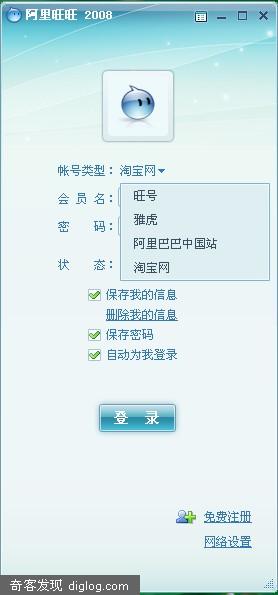 阿里旺旺 2008
帐号类型：淘宝网
会员名：
旺号
雅虎
密 码：
阿里巴巴中国站
状 态：
淘宝网
保存我的信息
删除我的信息
保存密码
自动为我登录
登 录
免费注册
网络设置
奇客发现 diglog.com